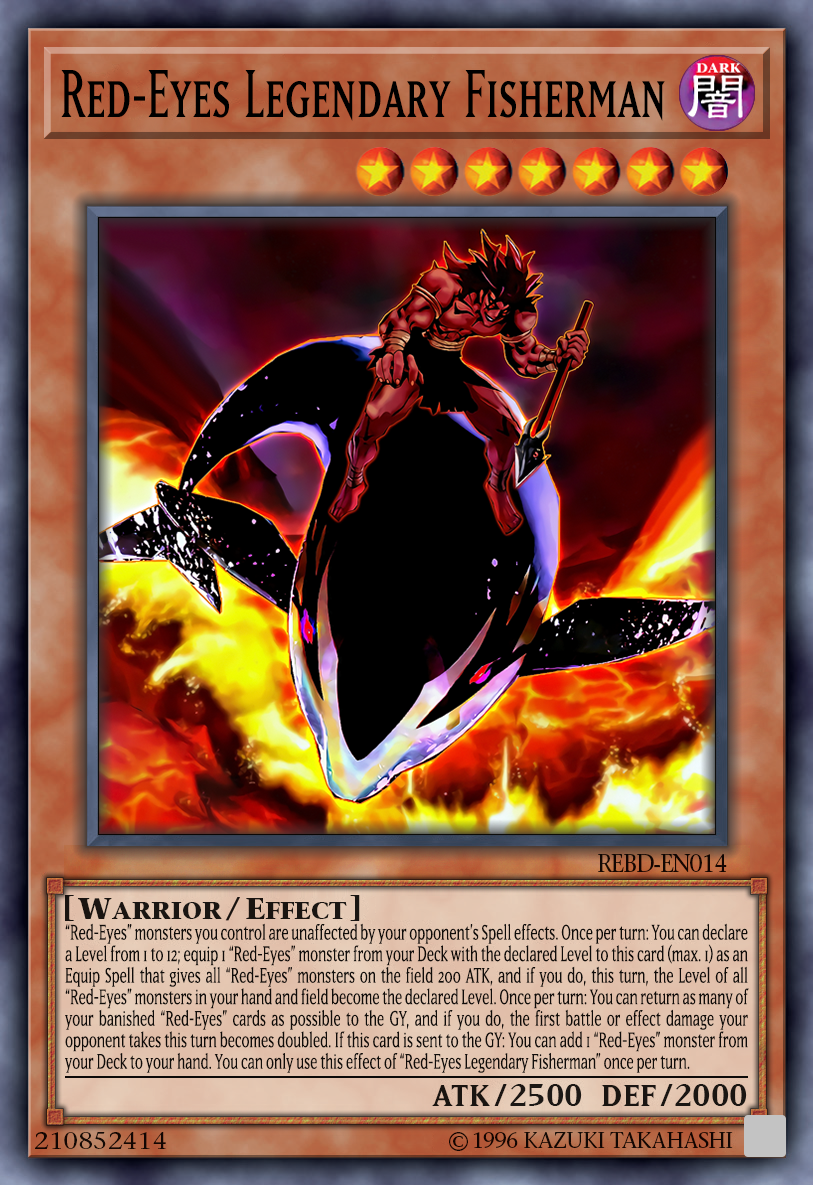 Red-Eyes Legendary Fisherman
DARK
闇
REBD-EN014
[Warrior/Effect]
“Red-Eyes” monsters you control are unaffected by your opponent’s Spell effects. Once per turn: You can declare
a Level from 1 to 12; equip 1 “Red-Eyes” monster from your Deck with the declared Level to this card (max. 1) as an
Equip Spell that gives all “Red-Eyes” monsters on the field 200 ATK, and if you do, this turn, the Level of all
“Red-Eyes” monsters in your hand and field become the declared Level. Once per turn: You can return as many of
your banished “Red-Eyes” cards as possible to the GY, and if you do, the first battle or effect damage your
opponent takes this turn becomes doubled. If this card is sent to the GY: You can add 1 “Red-Eyes” monster from
your Deck to your hand. You can only use this effect of “Red-Eyes Legendary Fisherman” once per turn.
ATK/2500 DEF/2000
210852414
© 1996 KAZUKI TAKAHASHI